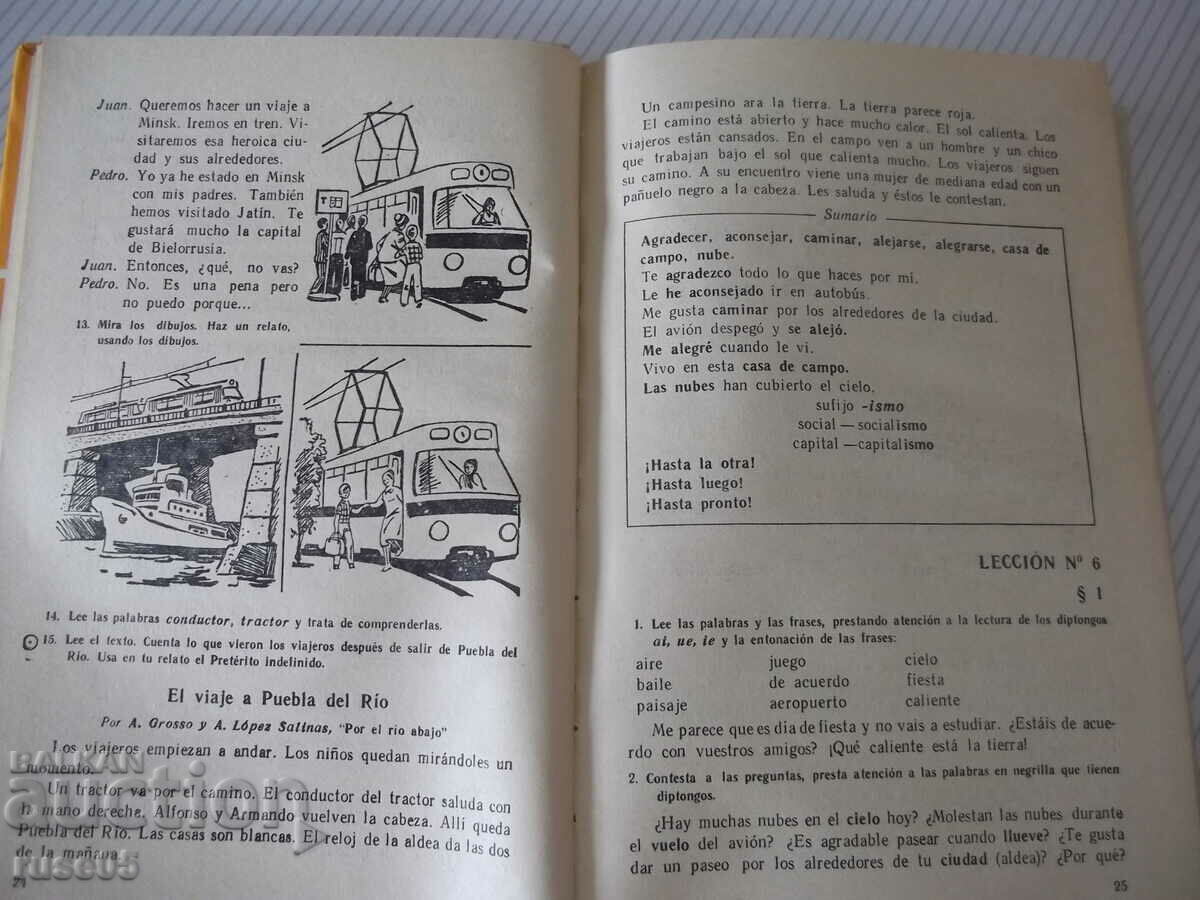 Juan. Queremos hacer un viaje a
Minsk. Iremos en tren. Vi-
sitaremos esa heroica ciu-
dad y sus alrededores.
Pedro. Yo ya he estado en Minsk
con mis padres. También
hemos visitado Jatín. Te
gustará mucho la capital
de Bielorrusia.
Juan. Entonces, ¿qué, no vas?
Pedro. No. Es una pena pero
no puedo porque...
T
13. Mira los dibujos. Haz un relato,
usando los dibujos.
14. Lee las palabras conductor, tractor y trata de comprenderlas.
15. Lee el texto. Cuenta lo que vieron los viajeros después de salir de Puebla del
Río. Usa en tu relato el Pretérito indefinido.
El viaje a Puebla del Río
Por A. Grosso y A. López Salinas, "Por el río abajo"
Los viajeros empiezan a andar. Los niños quedan mirándoles un
momento.
Un tractor va por el camino. El conductor del tractor saluda con
la mano derecha. Alfonso y Armando vuelven la cabeza. Allí queda
Puebla del Río. Las casas son blancas. El reloj de la aldea da las dos
de la mañana.
24
BALKAN
auction
ruse05
Un campesino ara la tierra. La tierra parece roja.
El camino está abierto y hace mucho calor. El sol calienta. Los
viajeros están cansados. En el campo ven a un hombre y un chico
que trabajan bajo el sol que calienta mucho. Los viajeros siguen
su camino. A su encuentro viene una mujer de mediana edad con un
pañuelo negro a la cabeza. Les saluda y éstos le contestan.
Sumario
Agradecer, aconsejar, caminar, alejarse, alegrarse, casa de
campo, nube.
Te agradezco todo lo que haces por mí.
Le he aconsejado ir en autobús.
Me gusta caminar por los alrededores de la ciudad.
El avión despegó y se alejó.
Me alegré cuando le vi.
Vivo en esta casa de campo.
Las nubes han cubierto el cielo.
sufijo -ismo
social — socialismo
capital — capitalismo
¡Hasta la otra!
¡Hasta luego!
¡Hasta pronto!
LECCIÓN Nº 6
§ 1
1. Lee las palabras y las frases, prestando atención a la lectura de los diptongos
ai, ue, ie y la entonación de las frases:
aire juego cielo
baile de acuerdo fiesta
paisaje aeropuerto caliente
Me parece que es día de fiesta y no vais a estudiar. ¿Estáis de acue-
rdo con vuestros amigos? ¡Qué caliente está la tierra!
2. Contesta a las preguntas, presta atención a las palabras en negrilla que tienen
diptongos.
¿Hay muchas nubes en el cielo hoy? ¿Molestan las nubes durante
el vuelo del avión? ¿Es agradable pasear cuando llueve? ¿Te gusta
dar un paseo por los alrededores de tu ciudad (aldea)? ¿Por qué?
25